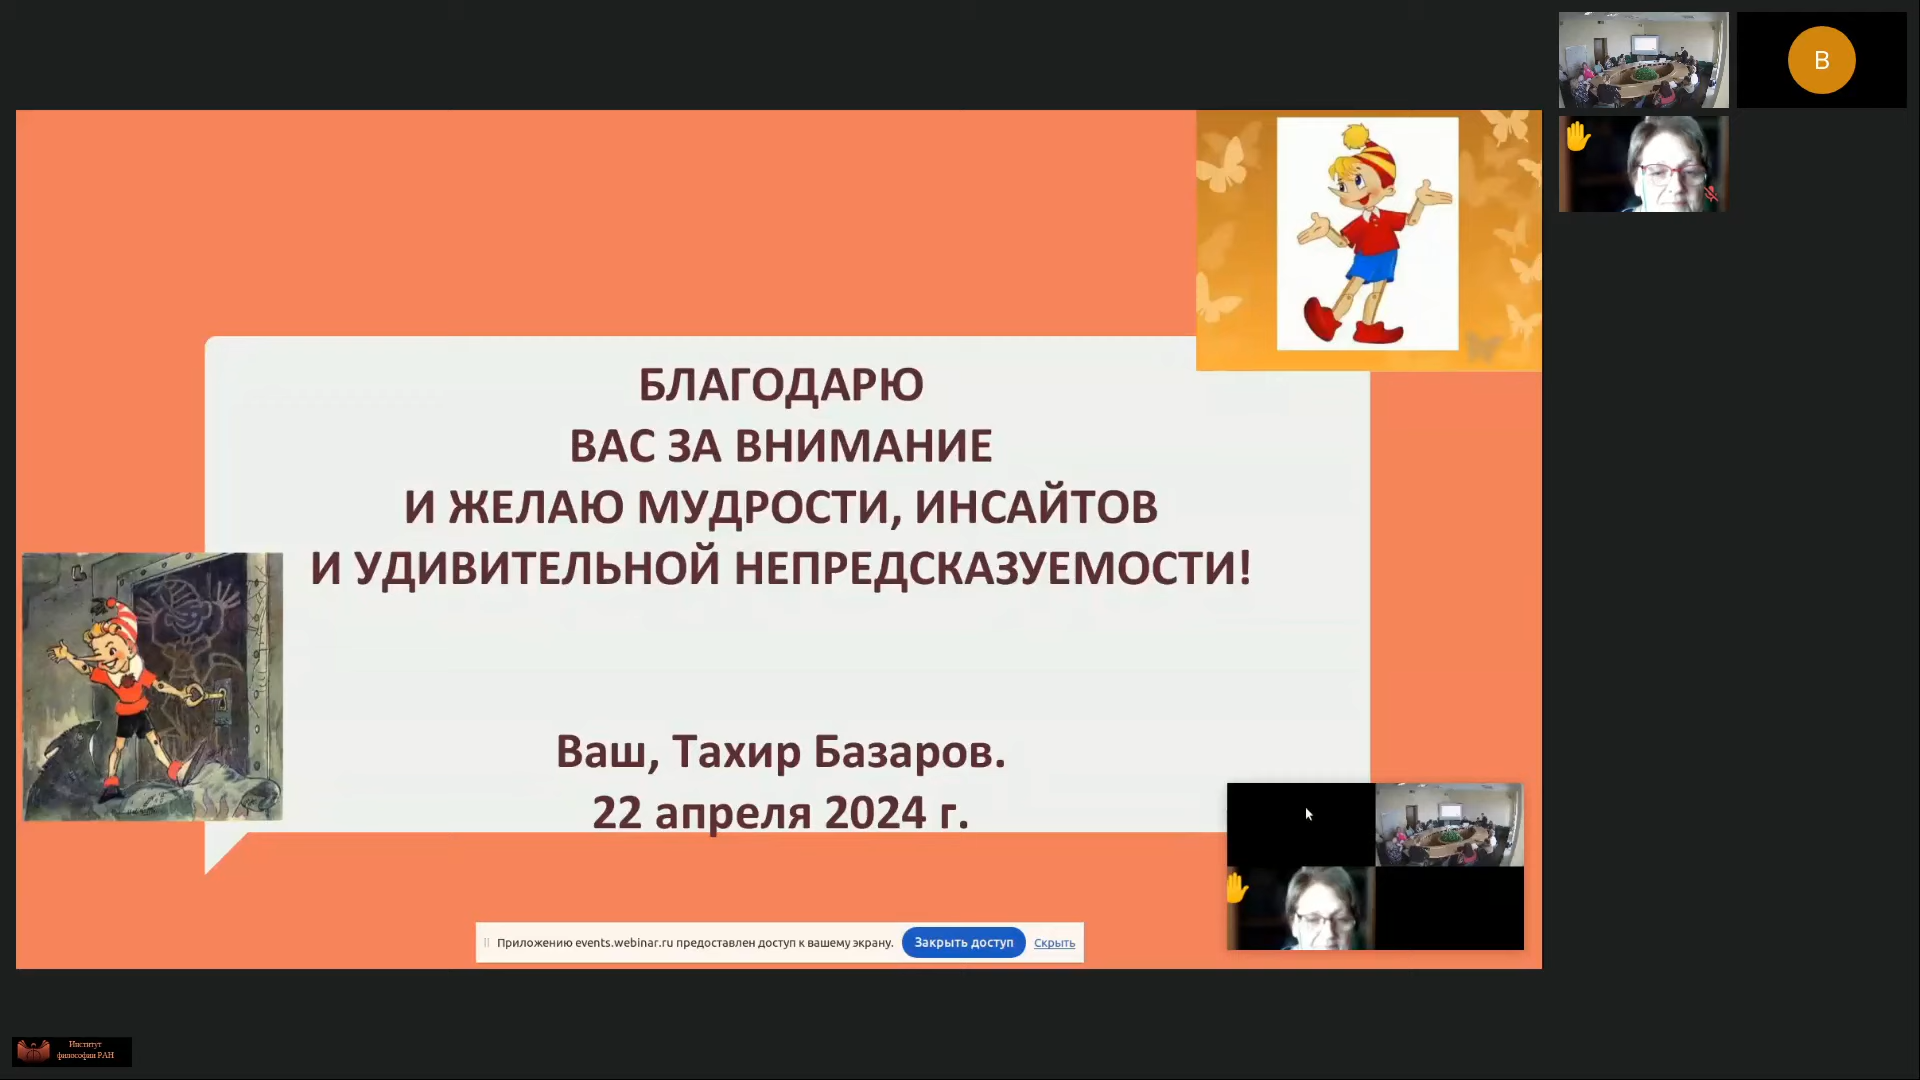 B
БЛАГОДАРЮ
ВАС ЗА ВНИМАНИЕ
И ЖЕЛАЮ МУДРОСТИ, ИНСАЙТОВ
И УДИВИТЕЛЬНОЙ НЕПРЕДСКАЗУЕМОСТИ!
Ваш, Тахир Базаров.
22 апреля 2024 г.
Приложению events.webinar.ru предоставлен доступ к вашему экрану. Закрыть доступ Скрыть
Институт
философии РАН